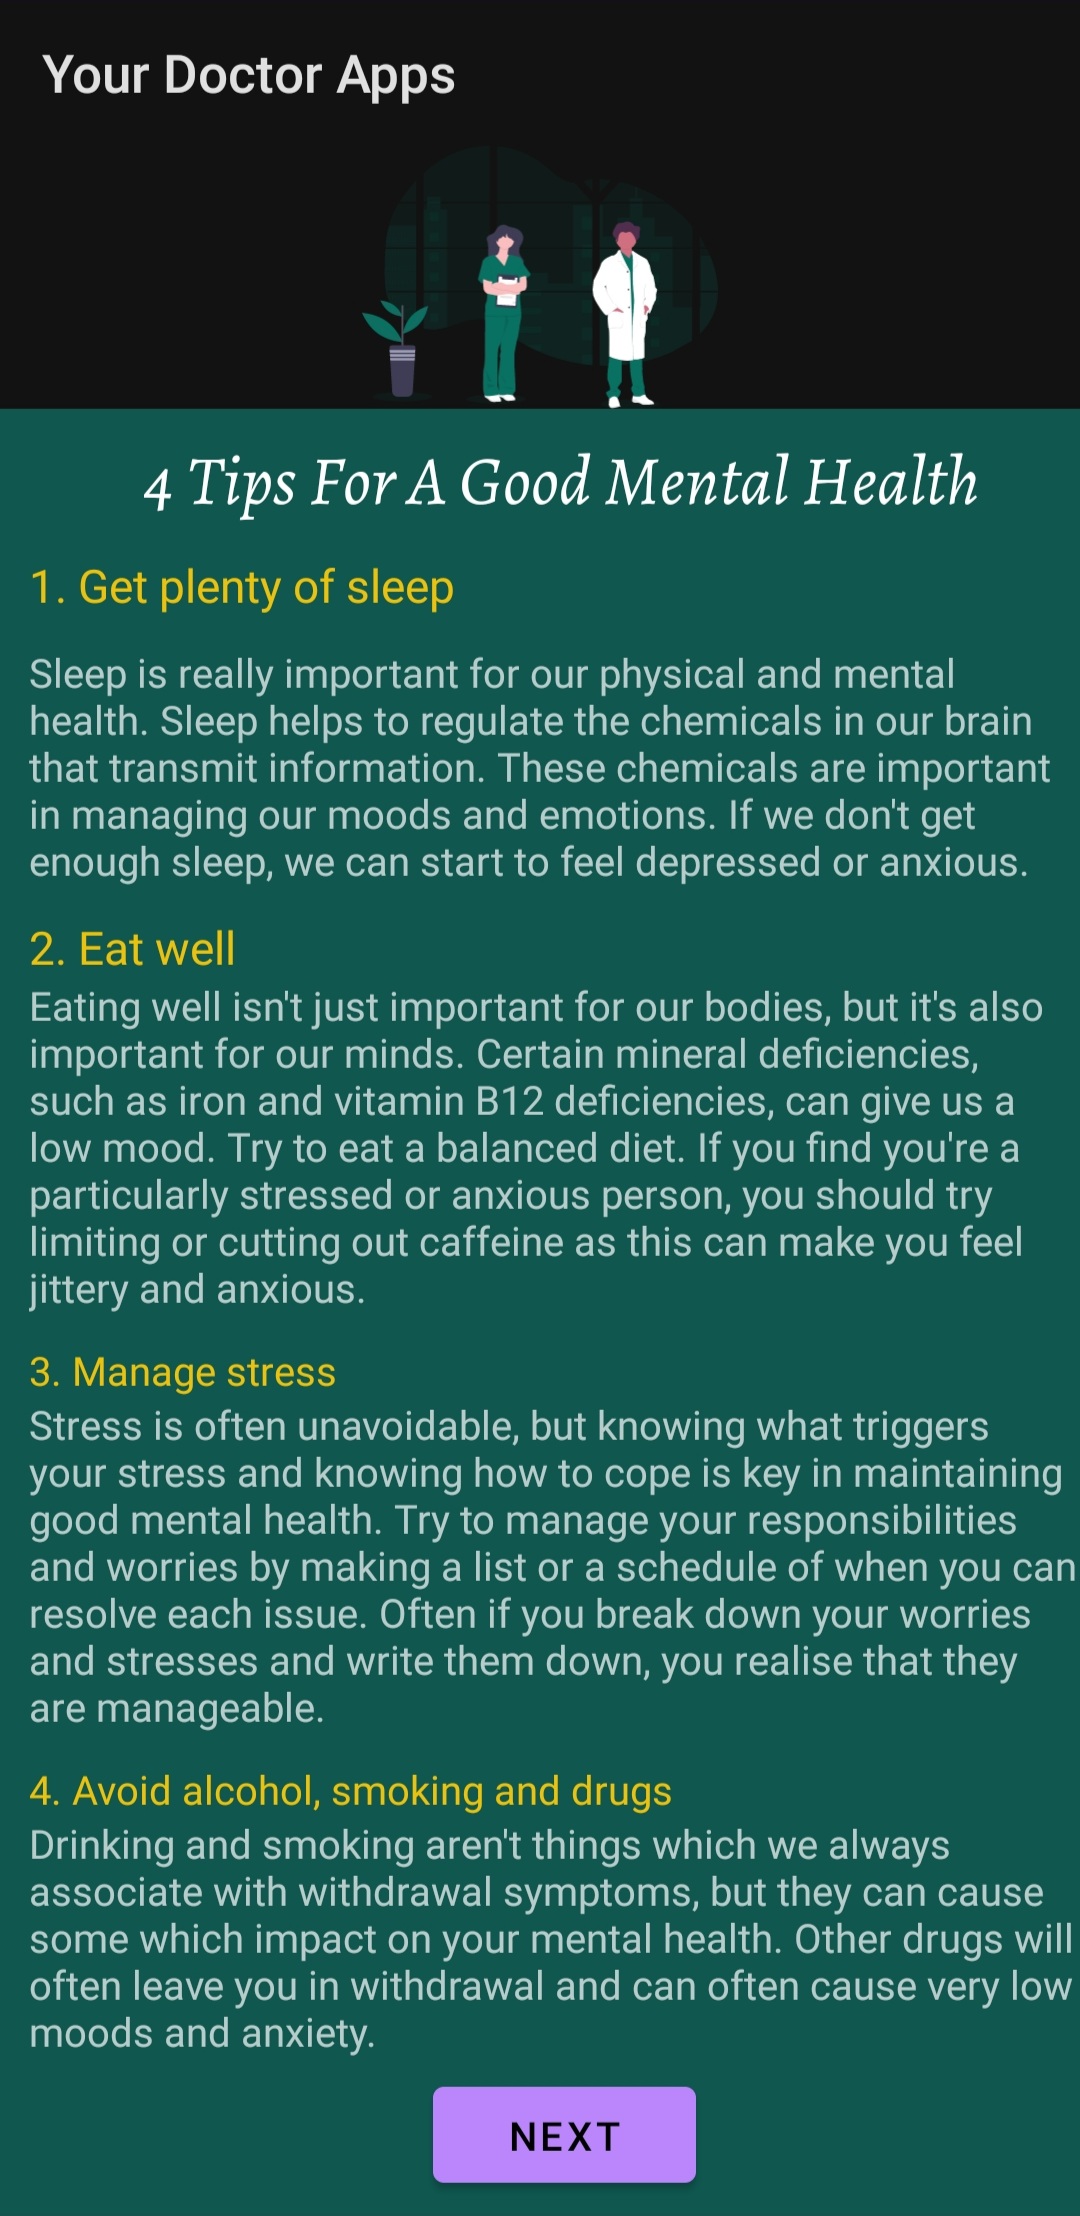 Your Doctor Apps
4 Tips For A Good Mental Health
1. Get plenty of sleep
Sleep is really important for our physical and mental
health. Sleep helps to regulate the chemicals in our brain
that transmit information. These chemicals are important
in managing our moods and emotions. If we don't get
enough sleep, we can start to feel depressed or anxious.
2. Eat well
Eating well isn't just important for our bodies, but it's also
important for our minds. Certain mineral deficiencies,
such as iron and vitamin B12 deficiencies, can give us a
low mood. Try to eat a balanced diet. If you find you're a
particularly stressed or anxious person, you should try
limiting or cutting out caffeine as this can make you feel
jittery and anxious.
3. Manage stress
Stress is often unavoidable, but knowing what triggers
your stress and knowing how to cope is key in maintaining
good mental health. Try to manage your responsibilities
and worries by making a list or a schedule of when you can
resolve each issue. Often if you break down your worries
and stresses and write them down, you realise that they
are manageable.
4. Avoid alcohol, smoking and drugs
Drinking and smoking aren't things which we always
associate with withdrawal symptoms, but they can cause
some which impact on your mental health. Other drugs will
often leave you in withdrawal and can often cause very low
moods and anxiety.
NEXT